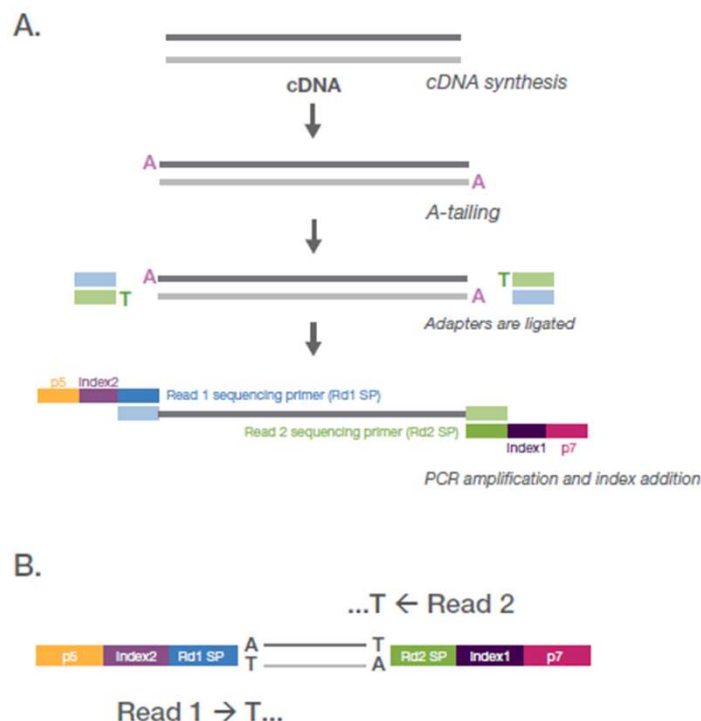 A.
cDNA
cDNA synthesis
A
A
A-tailing
A
T
T
A
Adapters are ligated
p5 Index2
Read 1 sequencing primer (Rd1 SP)
Read 2 sequencing primer (Rd2 SP)
Index1 p7
PCR amplification and index addition
B.
...T ← Read 2
A T
p5 Index2 Rd1 SP Rd2 SP Index1 p7
T A
Read 1 → T...